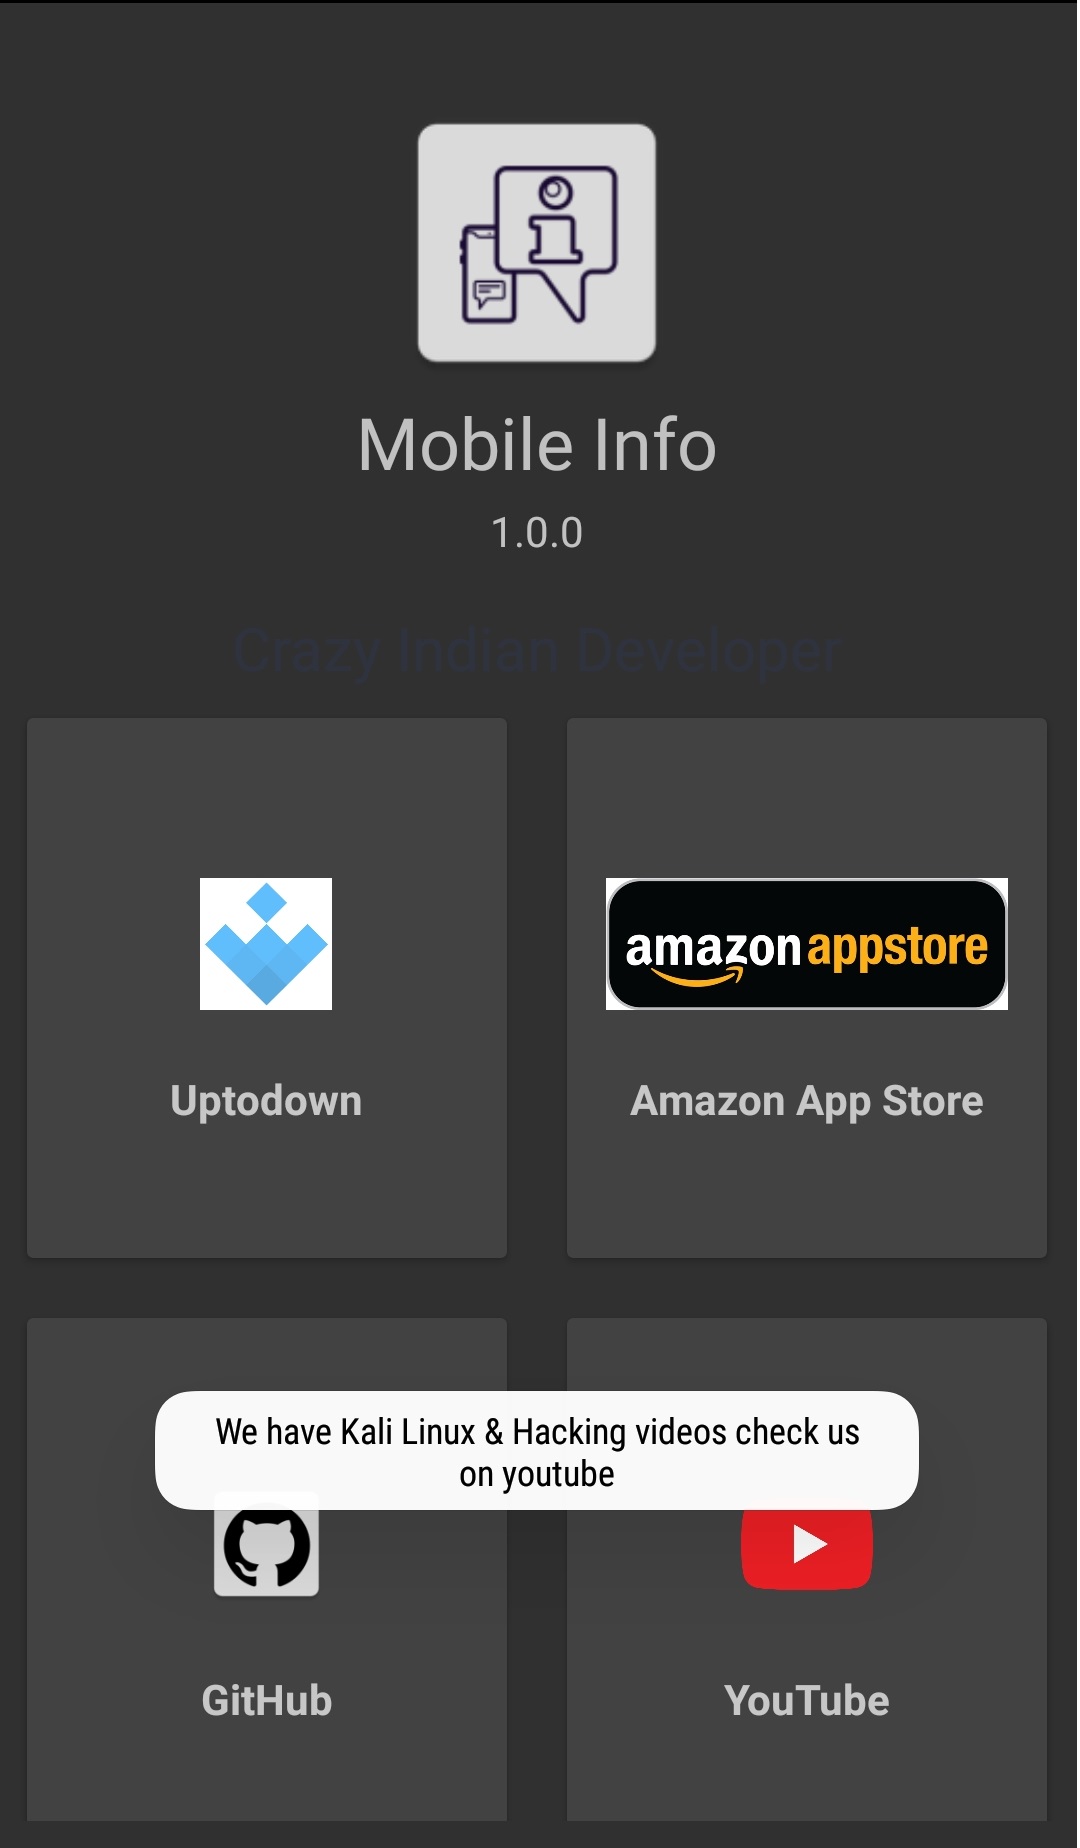 Mobile Info
1.0.0
Crazy Indian Developer
amazon appstore
Uptodown
Amazon App Store
We have Kali Linux & Hacking videos check us
on youtube
GitHub
YouTube